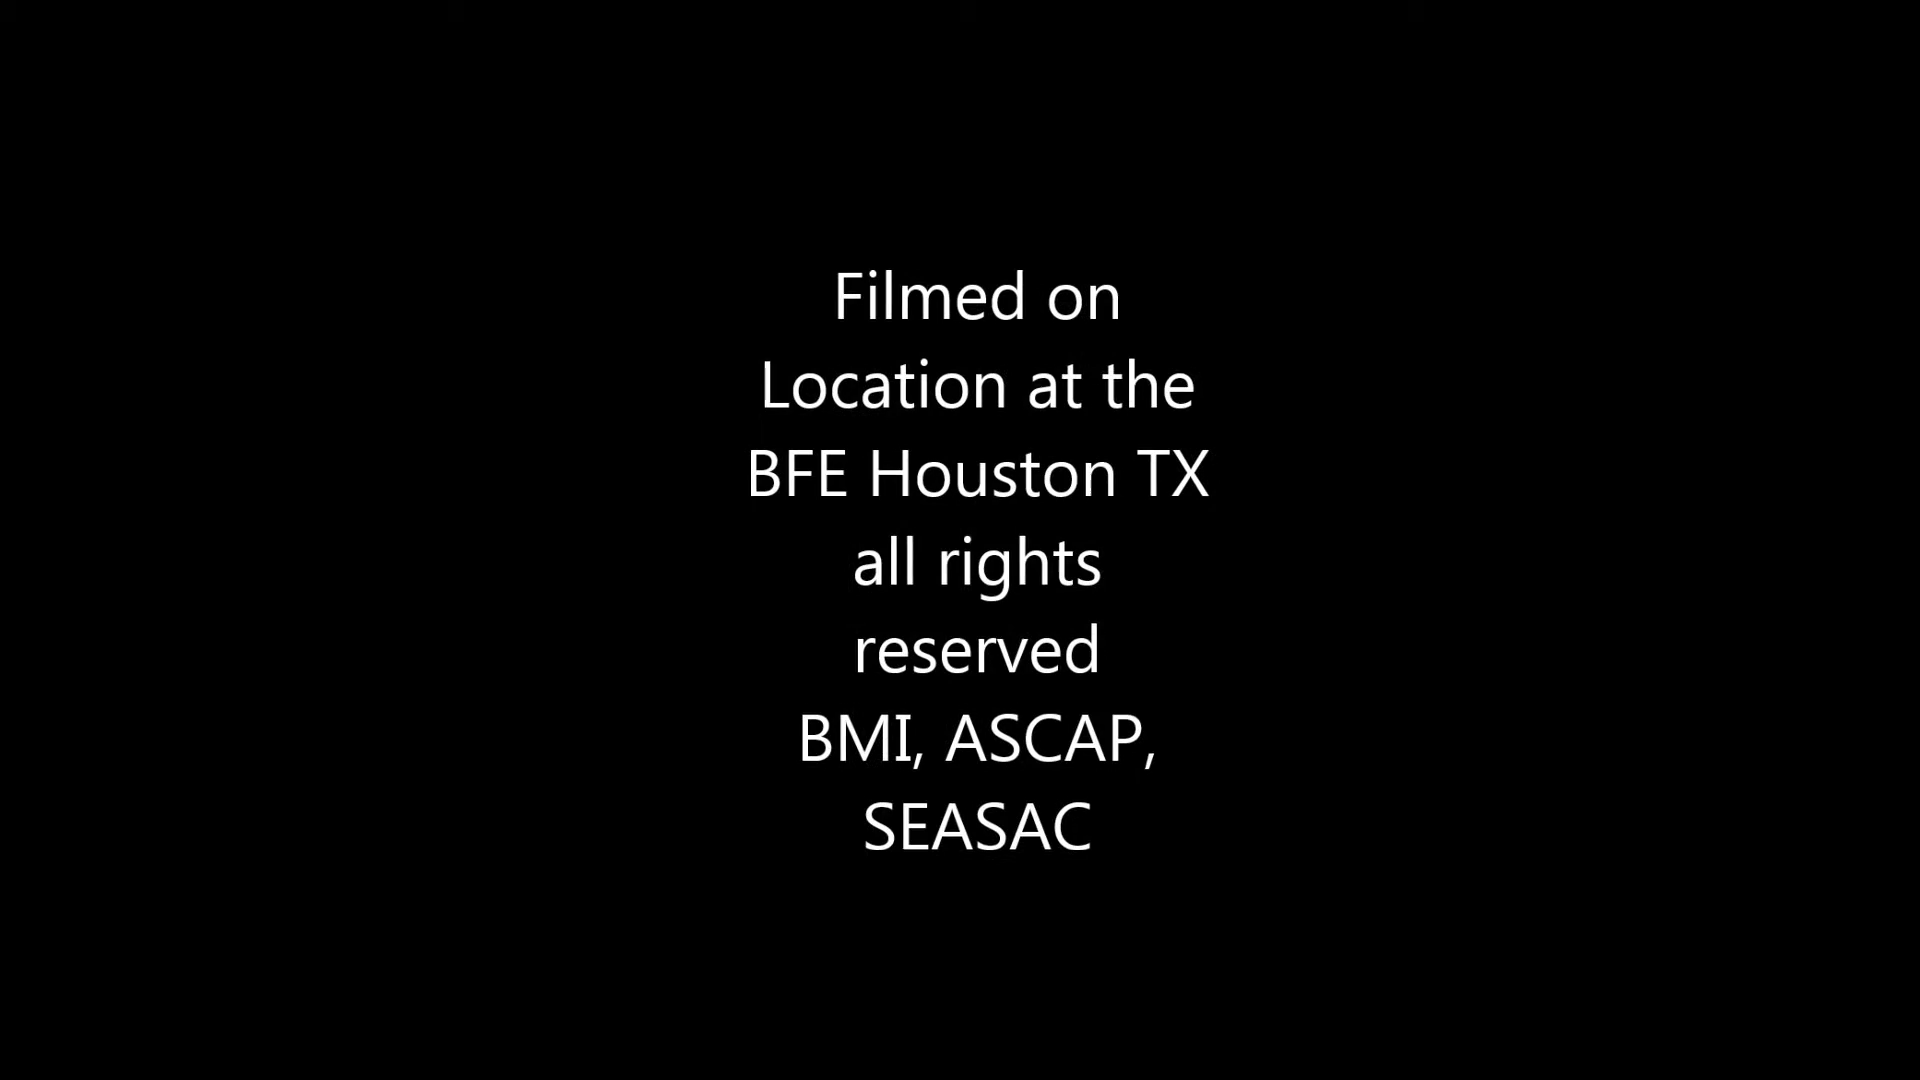 Filmed on
Location at the
BFE Houston TX
all rights
reserved
BMI, ASCAP,
SEASAC